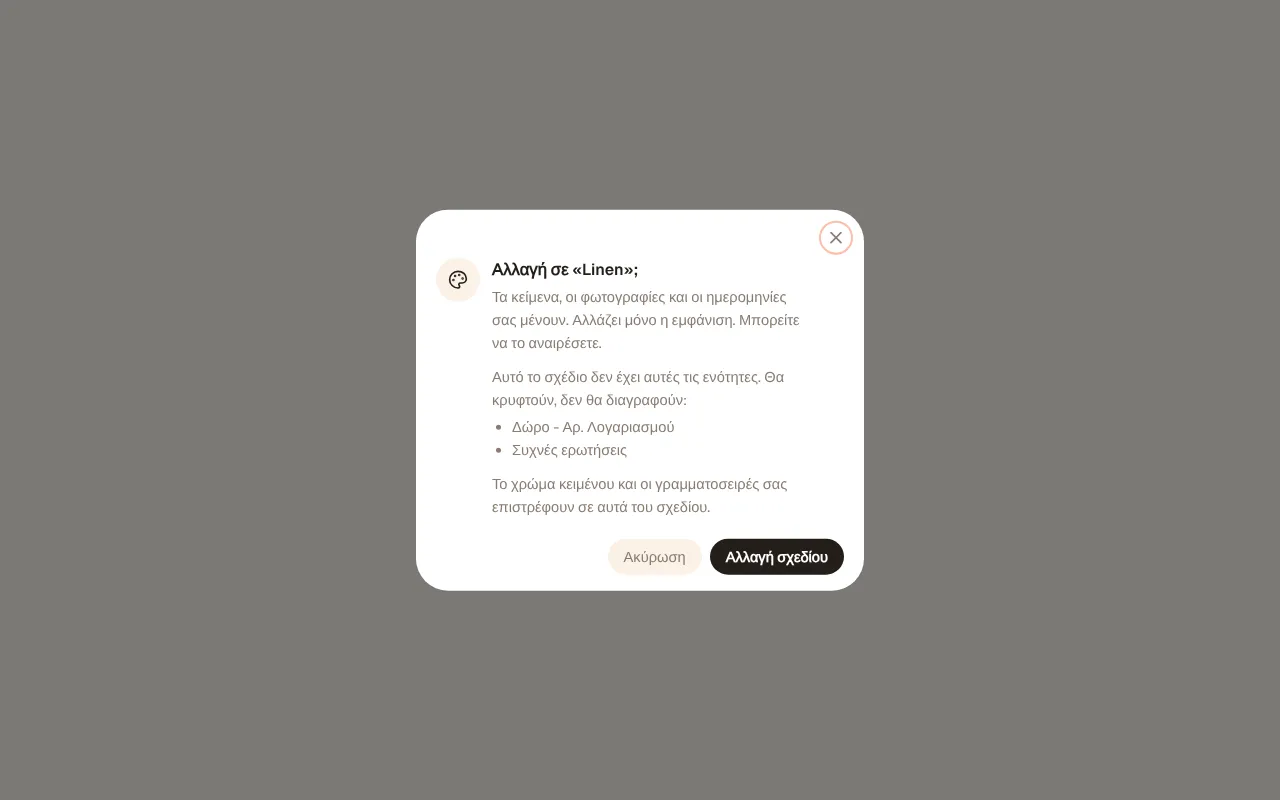 Αλλαγή σε «Linen»;
Τα κείμενα, οι φωτογραφίες και οι ημερομηνίες
σας μένουν. Αλλάζει μόνο η εμφάνιση. Μπορείτε
να το αναιρέσετε.
Αυτό το σχέδιο δεν έχει αυτές τις ενότητες. Θα
κρυφτούν, δεν θα διαγραφούν:
• Δώρο - Αρ. Λογαριασμού
• Συχνές ερωτήσεις
Το χρώμα κειμένου και οι γραμματοσειρές σας
επιστρέφουν σε αυτά του σχεδίου.
Ακύρωση
Αλλαγή σχεδίου